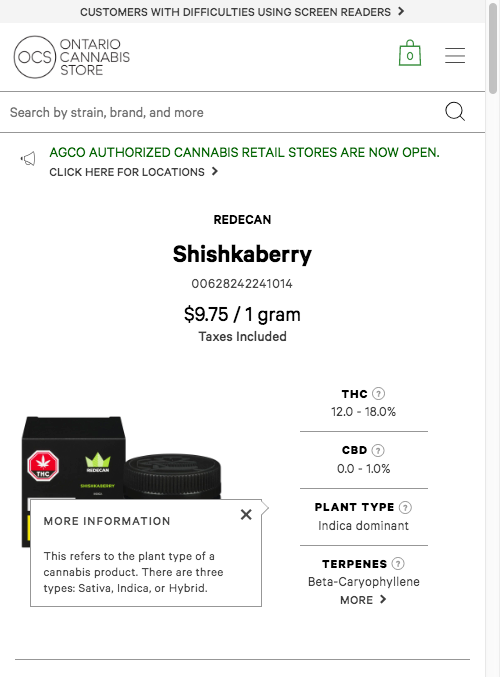 CUSTOMERS WITH DIFFICULTIES USING SCREEN READERS
OCS
ONTARIO
CANNABIS
STORE
0
Search by strain, brand, and more
AGCO AUTHORIZED CANNABIS RETAIL STORES ARE NOW OPEN.
CLICK HERE FOR LOCATIONS
REDECAN
Shishkaberry
00628242241014
$9.75 / 1 gram
Taxes Included
THC
REDECAN
SHISHKABERRY
THC ?
12.0 - 18.0%
CBD ?
0.0 - 1.0%
PLANT TYPE ?
Indica dominant
TERPENES ?
Beta-Caryophyllene
MORE
MORE INFORMATION
This refers to the plant type of a
cannabis product. There are three
types: Sativa, Indica, or Hybrid.